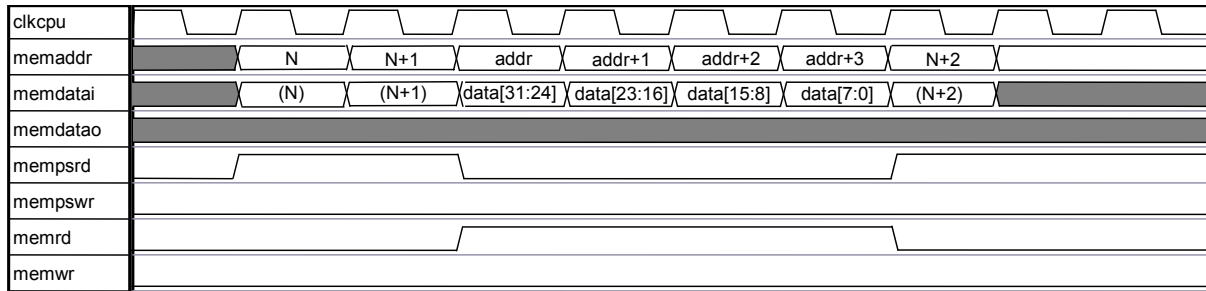 clkcpu
memaddr N N+1 addr addr+1 addr+2 addr+3 N+2
memdatai (N) (N+1) data[31:24] data[23:16] data[15:8] data[7:0] (N+2)
memdatao
mempsrd
mempswr
memrd
memwr